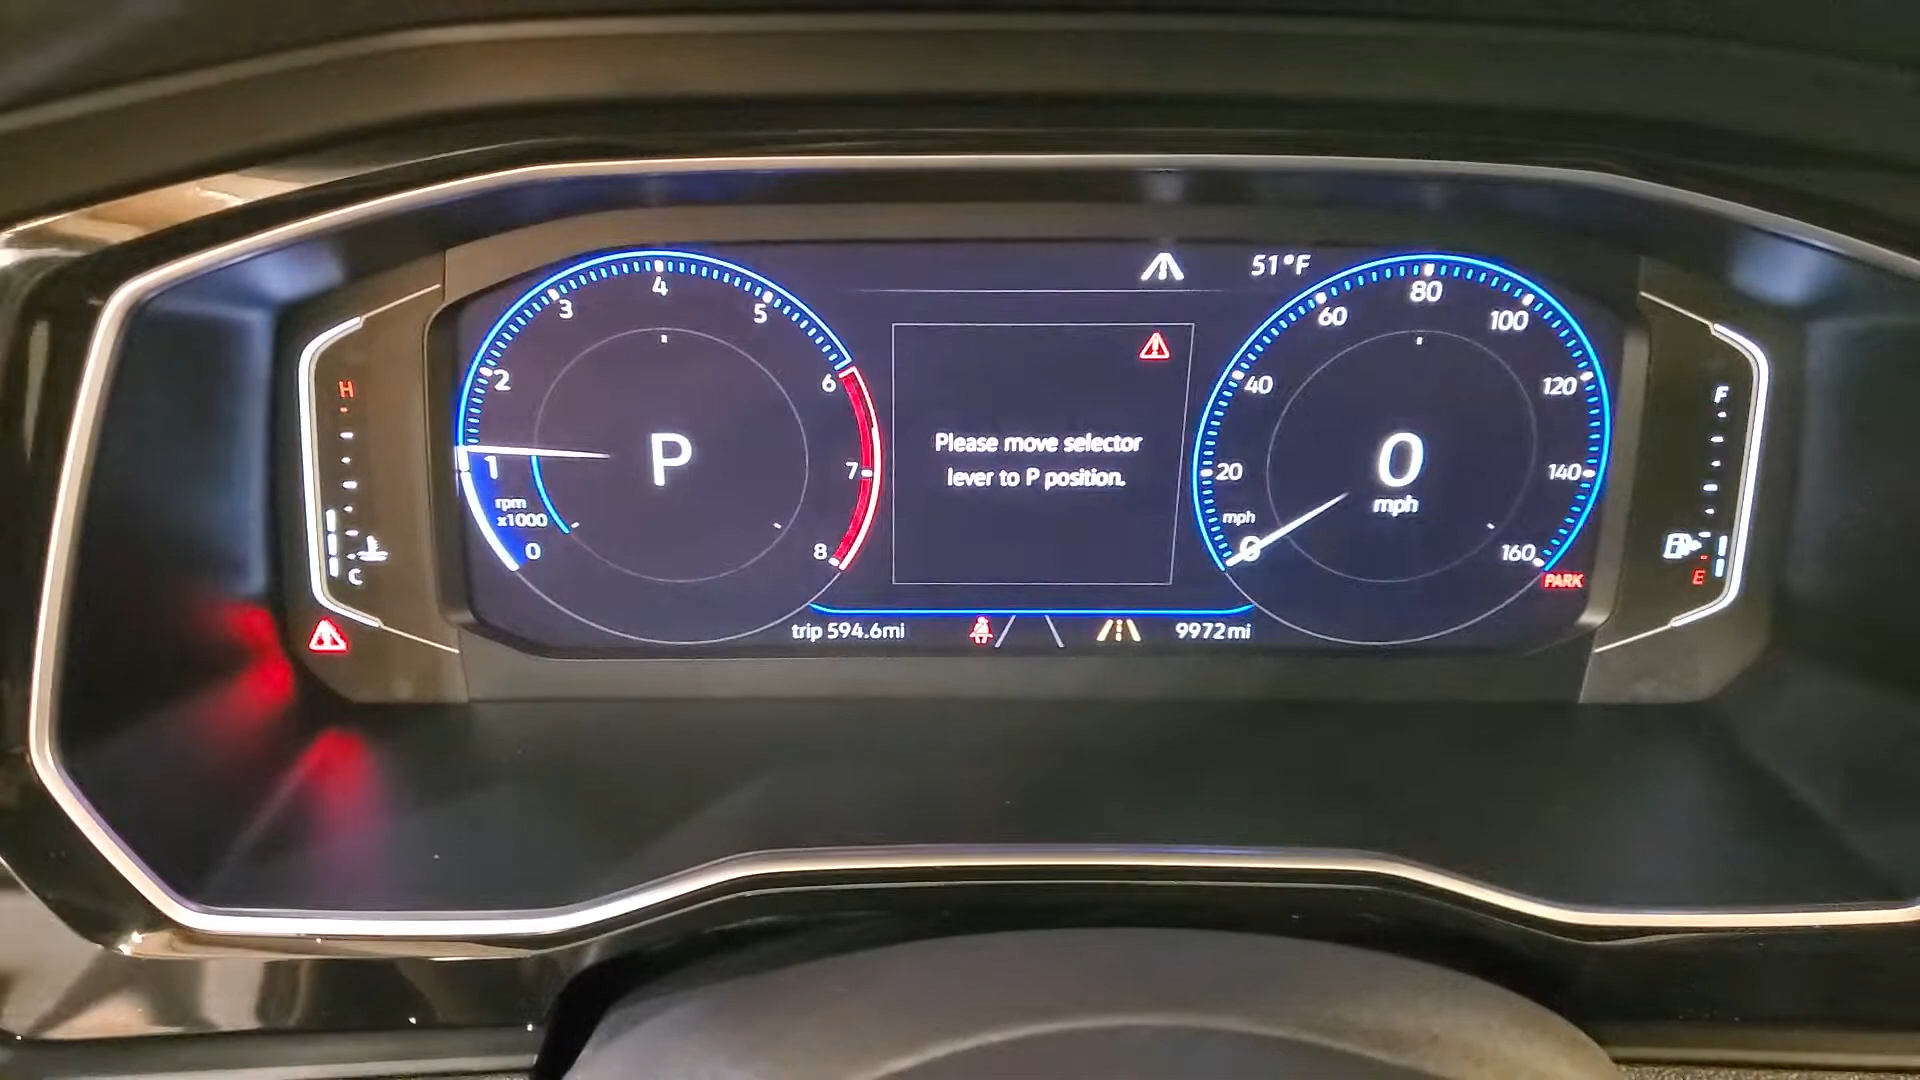 51°F
H
C
4
3
5
2
6
1
7
rpm
x1000
0
8
P
Please move selector
lever to P position.
80
60
100
40
120
20
140
mph
0
160
0
mph
PARK
F
E
trip 594.6mi
9972mi